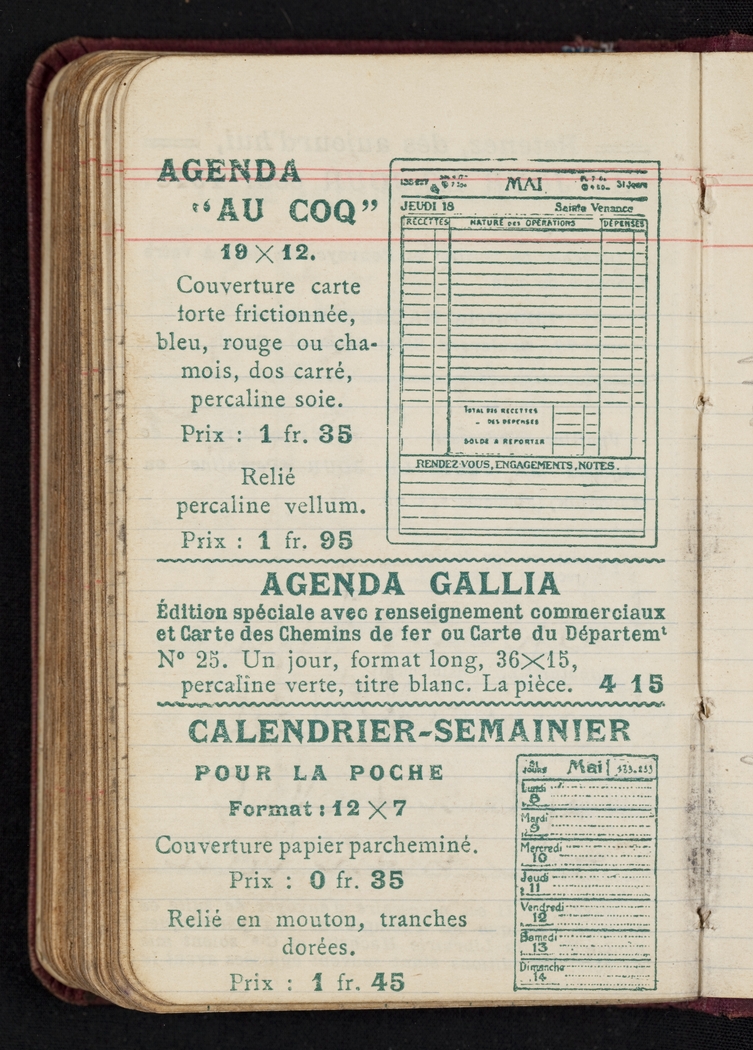 AGENDA
"AU COQ"
19 × 12.
Couverture carte
forte frictionnée,
bleu, rouge ou cha-
mois, dos carré,
percaline soie.
Prix : 1 fr. 35
Relié
percaline vellum.
Prix : 1 fr. 95
MAI
JEUDI 18 Sainte Venance
RECETTES NATURE DES OPÉRATIONS DÉPENSES
TOTAL DES RECETTES
— DES DÉPENSES
SOLDE A REPORTER
RENDEZ-VOUS, ENGAGEMENTS, NOTES.
AGENDA GALLIA
Édition spéciale avec renseignement commerciaux
et Carte des Chemins de fer ou Carte du Départemt
N° 25. Un jour, format long, 36×15,
percaline verte, titre blanc. La pièce. 4 15
CALENDRIER-SEMAINIER
POUR LA POCHE
Format : 12 × 7
Couverture papier parcheminé.
Prix : 0 fr. 35
Relié en mouton, tranches
dorées.
Prix : 1 fr. 45
31 jours Mai
Lundi
8
Mardi
9
Mercredi
10
Jeudi
11
Vendredi
12
Samedi
13
Dimanche
14